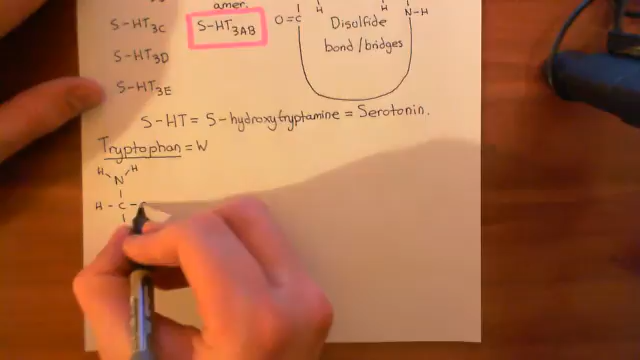 amer.
5-HT3C
5-HT3AB
5-HT3D
5-HT3E
O=C
H
H
N-H
Disulfide
bond/bridges
5-HT = 5-hydroxytryptamine = Serotonin.
Tryptophan = W
H H
N
H - C -